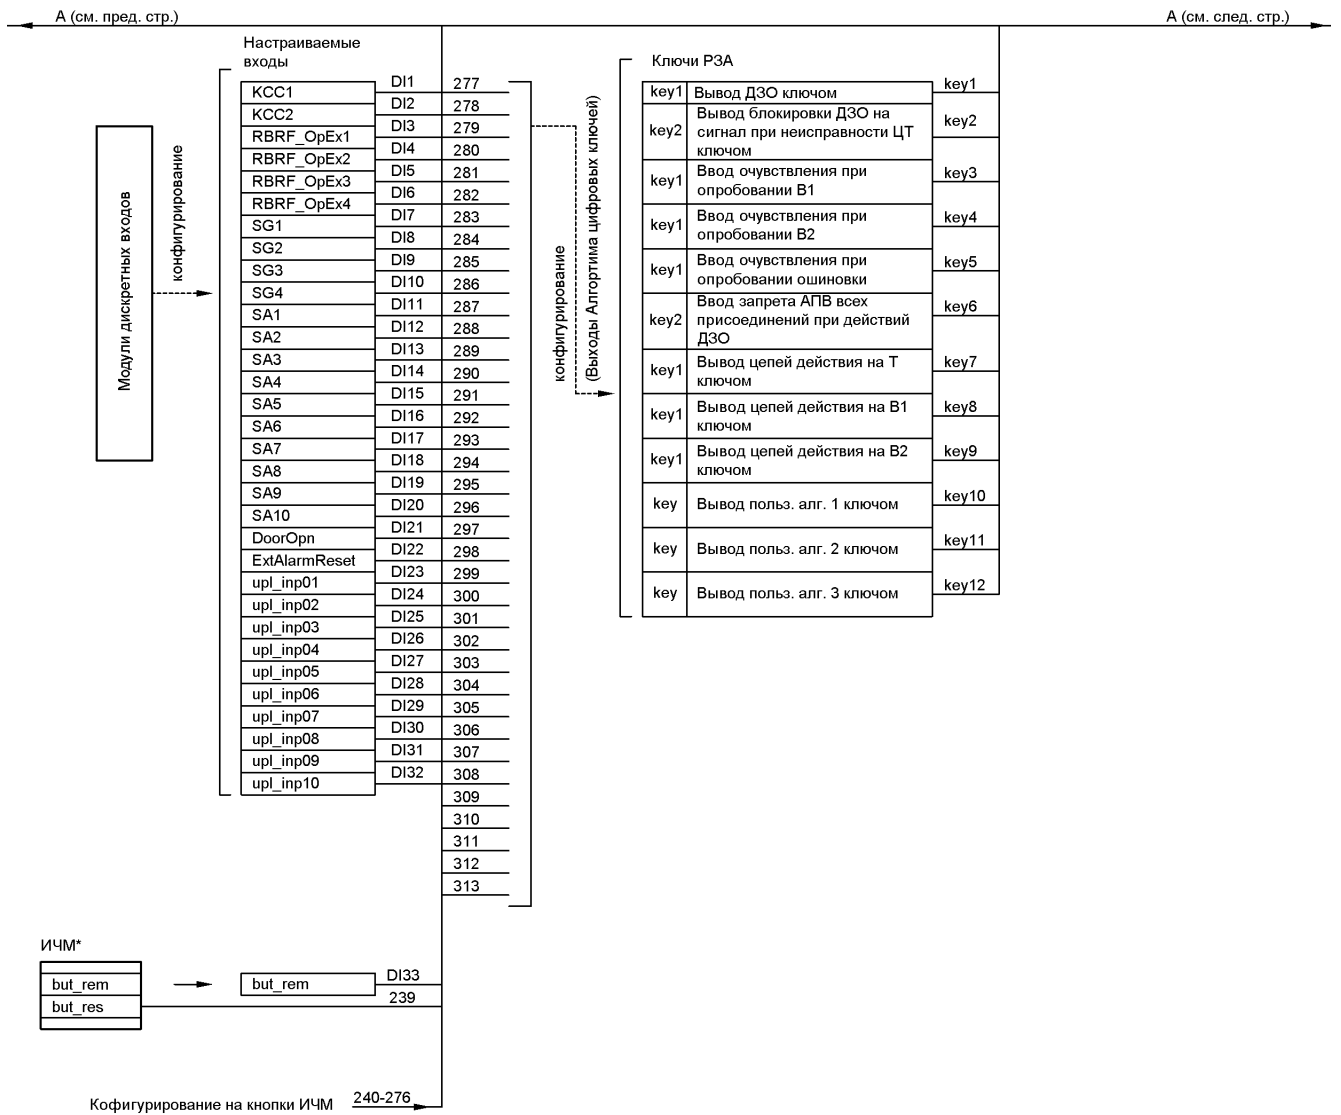 А (см. пред. стр.)
А (см. след. стр.)
Настраиваемые
входы
Модули дискретных входов
конфигурирование
KCC1 DI1 277
KCC2 DI2 278
RBRF_OpEx1 DI3 279
RBRF_OpEx2 DI4 280
RBRF_OpEx3 DI5 281
RBRF_OpEx4 DI6 282
SG1 DI7 283
SG2 DI8 284
SG3 DI9 285
SG4 DI10 286
SA1 DI11 287
SA2 DI12 288
SA3 DI13 289
SA4 DI14 290
SA5 DI15 291
SA6 DI16 292
SA7 DI17 293
SA8 DI18 294
SA9 DI19 295
SA10 DI20 296
DoorOpn DI21 297
ExtAlarmReset DI22 298
upl_inp01 DI23 299
upl_inp02 DI24 300
upl_inp03 DI25 301
upl_inp04 DI26 302
upl_inp05 DI27 303
upl_inp06 DI28 304
upl_inp07 DI29 305
upl_inp08 DI30 306
upl_inp09 DI31 307
upl_inp10 DI32 308
309
310
311
312
313
конфигурирование
(Выходы Алгортима цифровых ключей)
Ключи РЗА
key1 Вывод ДЗО ключом key1
Вывод блокировки ДЗО на
key2 сигнал при неисправности ЦТ key2
ключом
key1 Ввод очувствления при key3
опробовании В1
key1 Ввод очувствления при key4
опробовании В2
key1 Ввод очувствления при key5
опробовании ошиновки
Ввод запрета АПВ всех
key2 присоединений при действий key6
ДЗО
key1 Вывод цепей действия на Т key7
ключом
key1 Вывод цепей действия на В1 key8
ключом
key1 Вывод цепей действия на В2 key9
ключом
key Вывод польз. алг. 1 ключом key10
key Вывод польз. алг. 2 ключом key11
key Вывод польз. алг. 3 ключом key12
ИЧМ*
but_rem but_rem DI33
but_res 239
Кофигурирование на кнопки ИЧМ 240-276